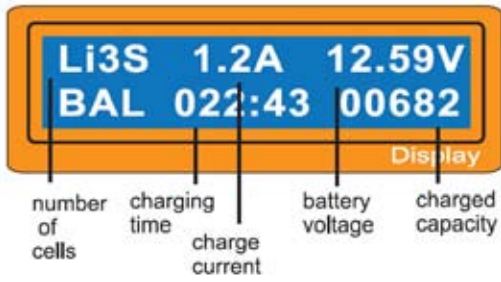 Li3S 1.2A 12.59V
BAL 022:43 00682
Display
number of cells
charging time
charge current
battery voltage
charged capacity